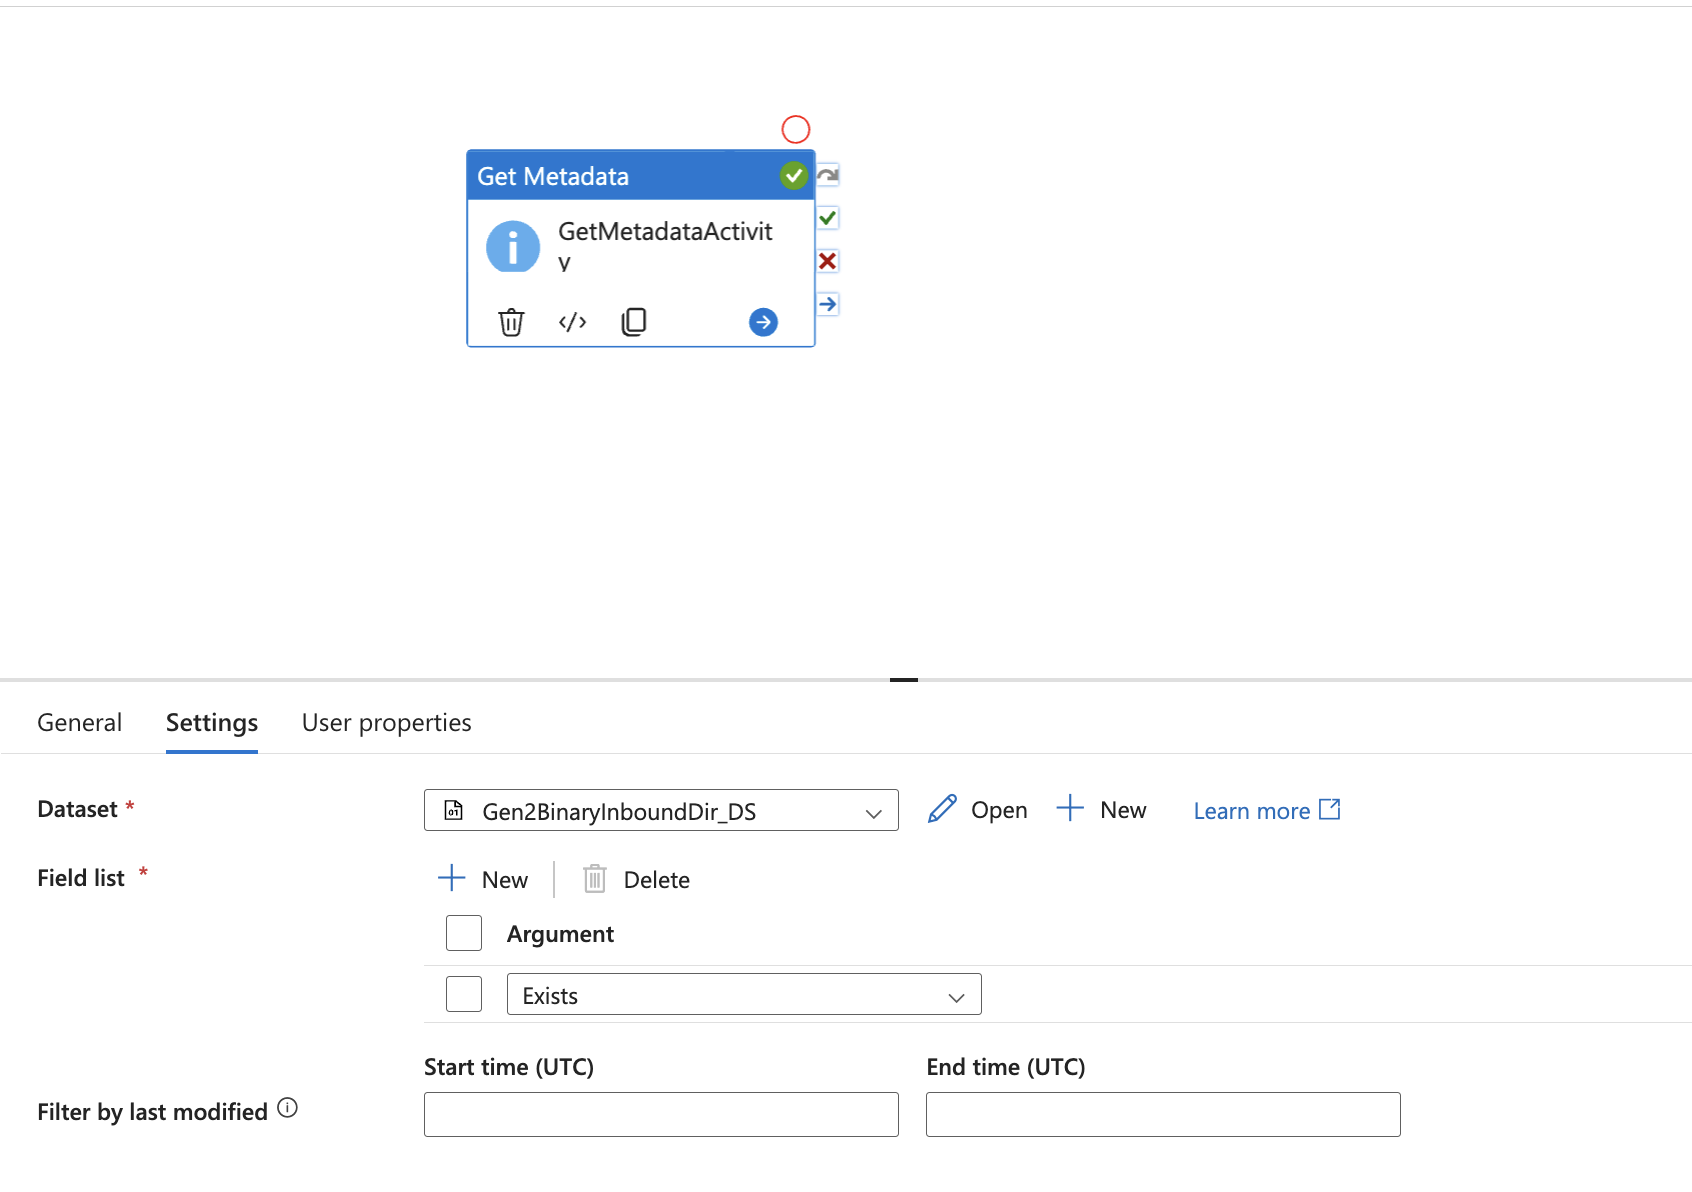 Get Metadata
GetMetadataActivit
y
General Settings User properties
Dataset * Gen2BinaryInboundDir_DS Open New Learn more
Field list * New Delete
Argument
Exists
Start time (UTC) End time (UTC)
Filter by last modified